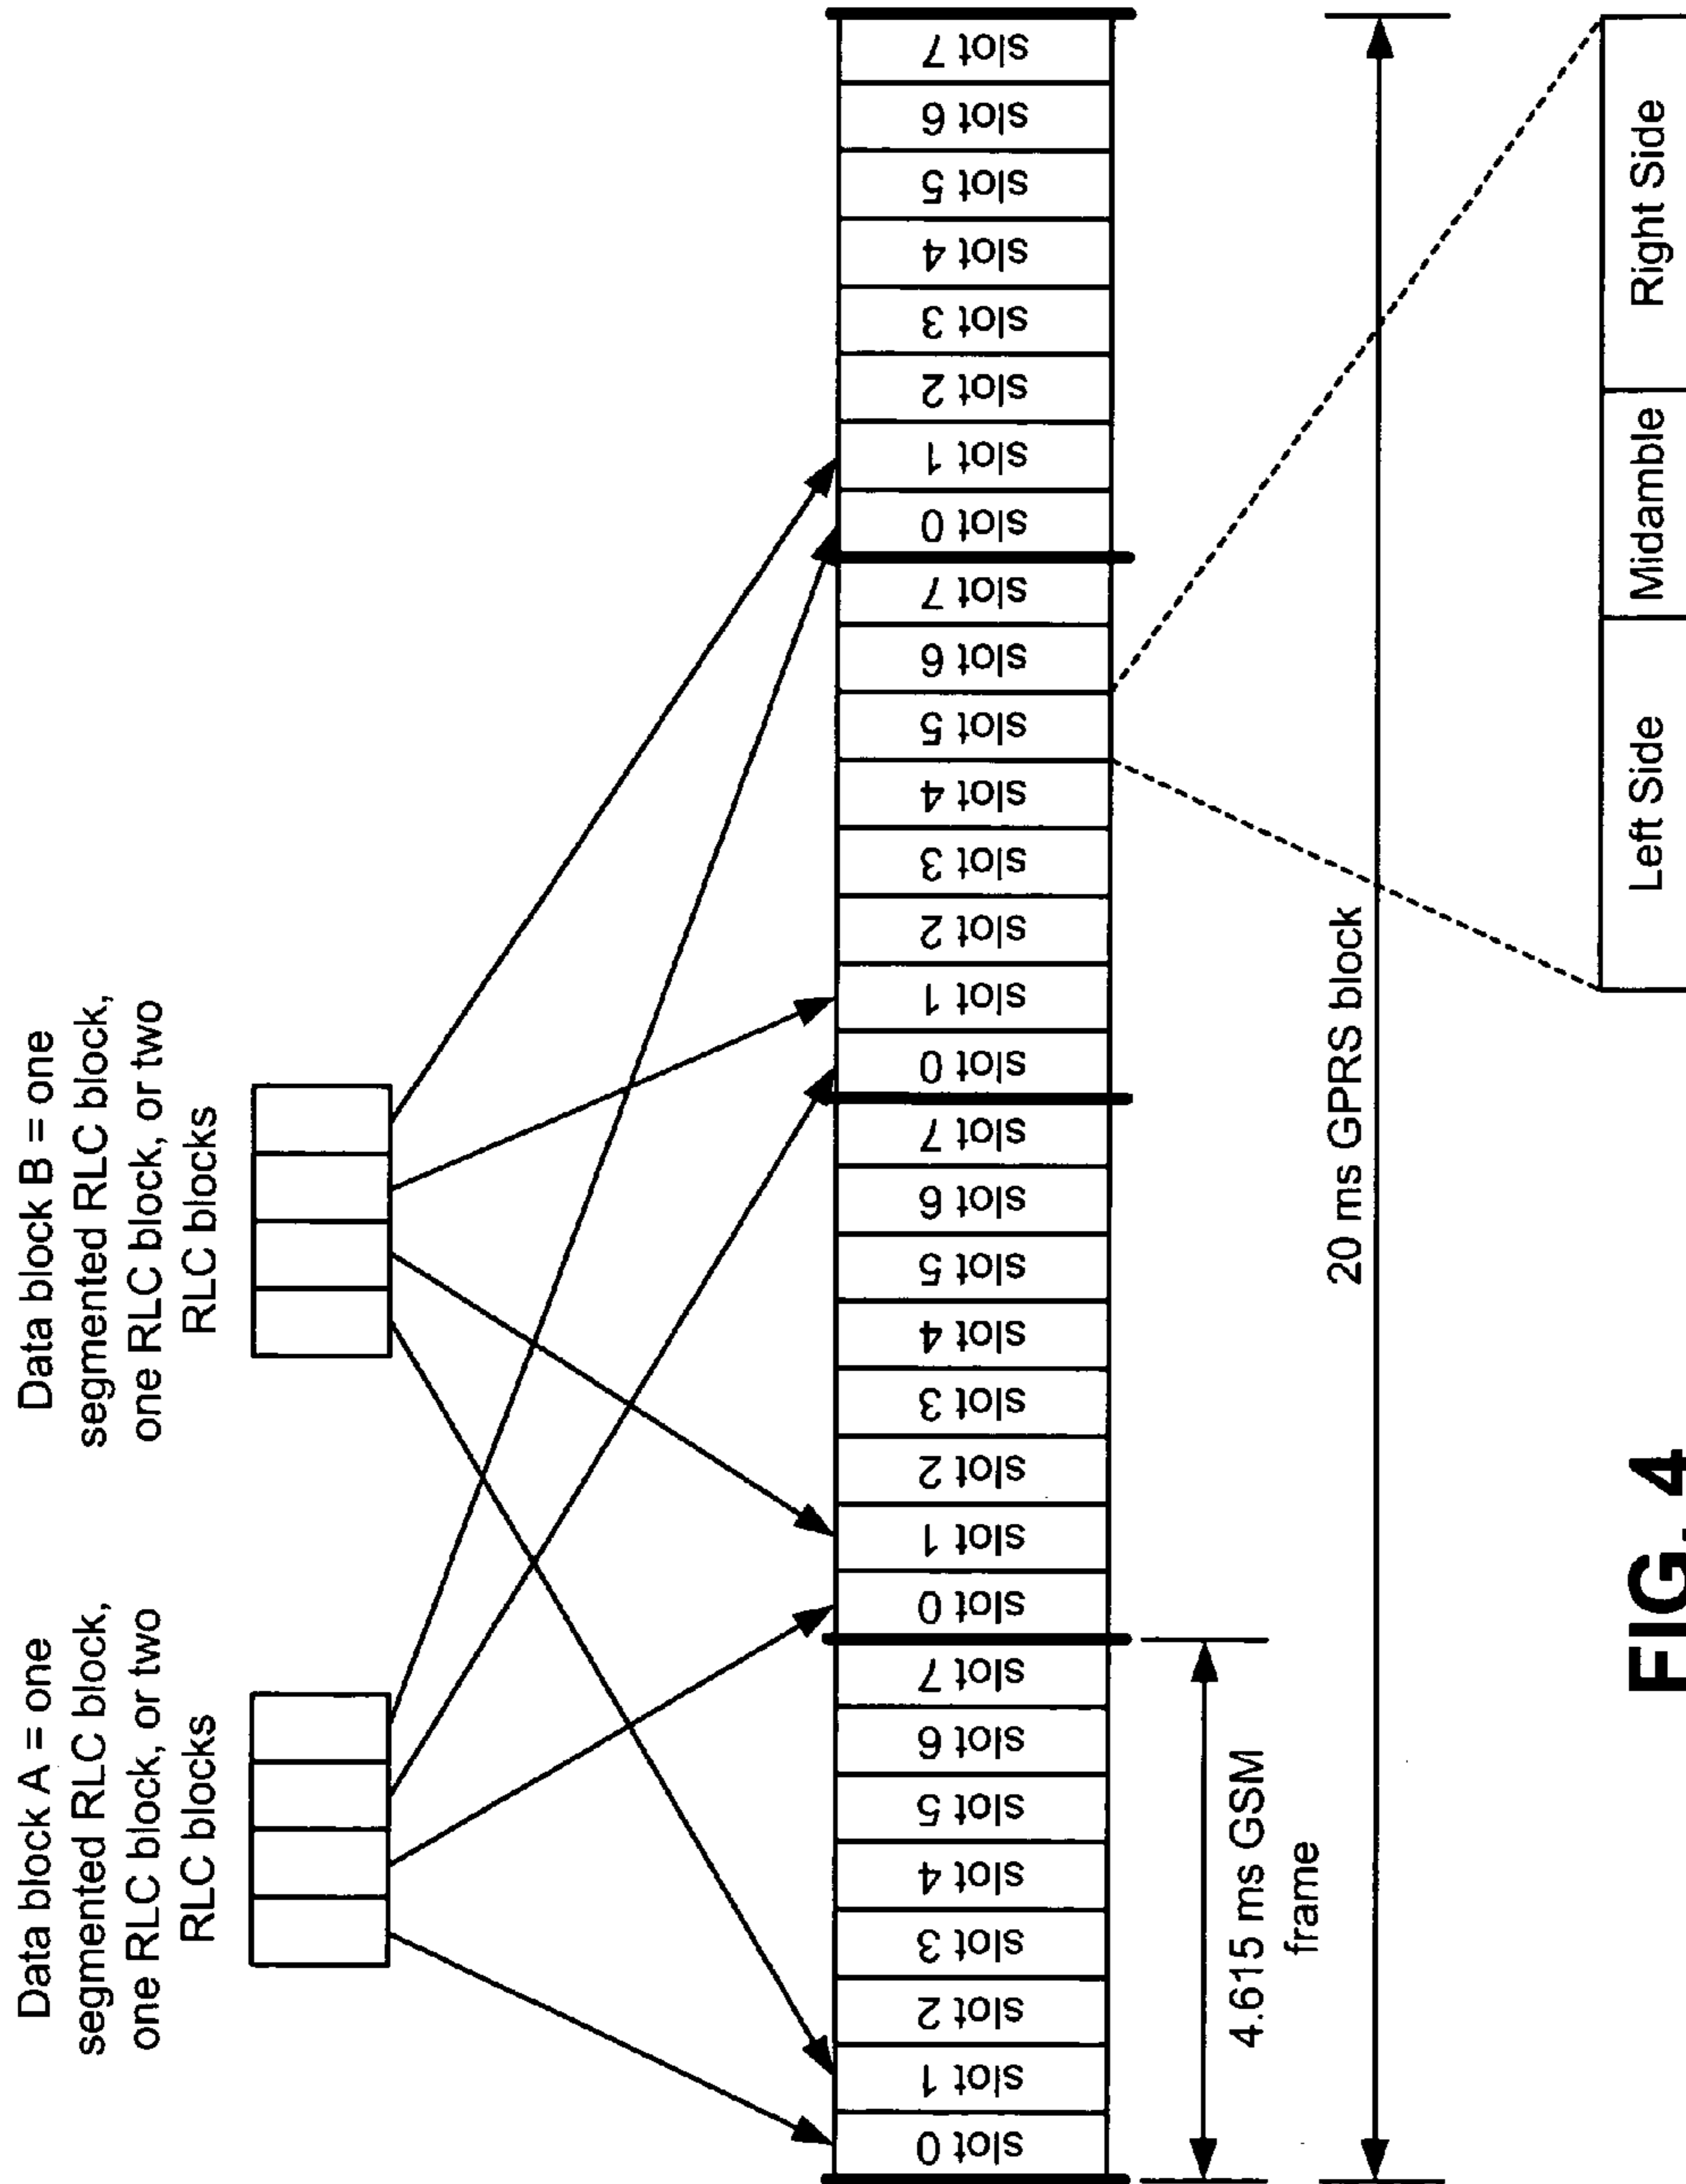 Data block A = one
segmented RLC block,
one RLC block, or two
RLC blocks
Data block B = one
segmented RLC block,
one RLC block, or two
RLC blocks
slot 0
slot 1
slot 2
slot 3
slot 4
slot 5
slot 6
slot 7
slot 0
slot 1
slot 2
slot 3
slot 4
slot 5
slot 6
slot 7
slot 0
slot 1
slot 2
slot 3
slot 4
slot 5
slot 6
slot 7
slot 0
slot 1
slot 2
slot 3
slot 4
slot 5
slot 6
slot 7
4.615 ms GSM
frame
20 ms GPRS block
Left Side
Midamble
Right Side
FIG. 4